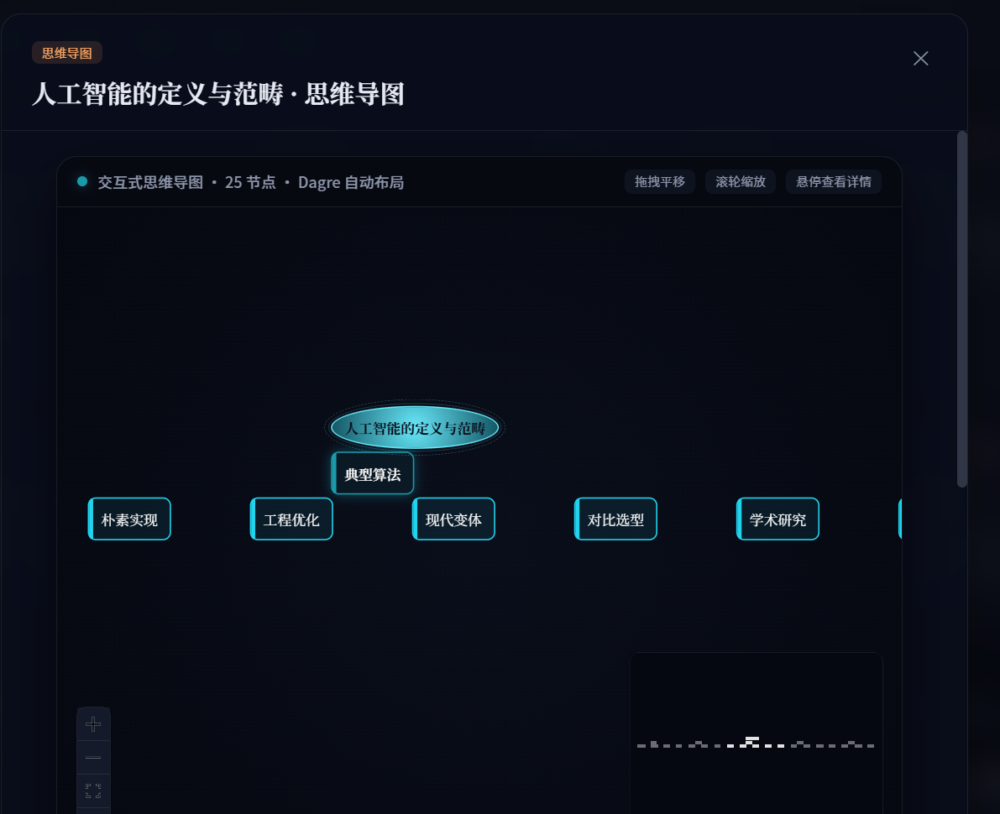 思维导图
人工智能的定义与范畴 · 思维导图
交互式思维导图 · 25 节点 · Dagre 自动布局
拖拽平移 滚轮缩放 悬停查看详情
人工智能的定义与范畴
典型算法
朴素实现 工程优化 现代变体 对比选型 学术研究